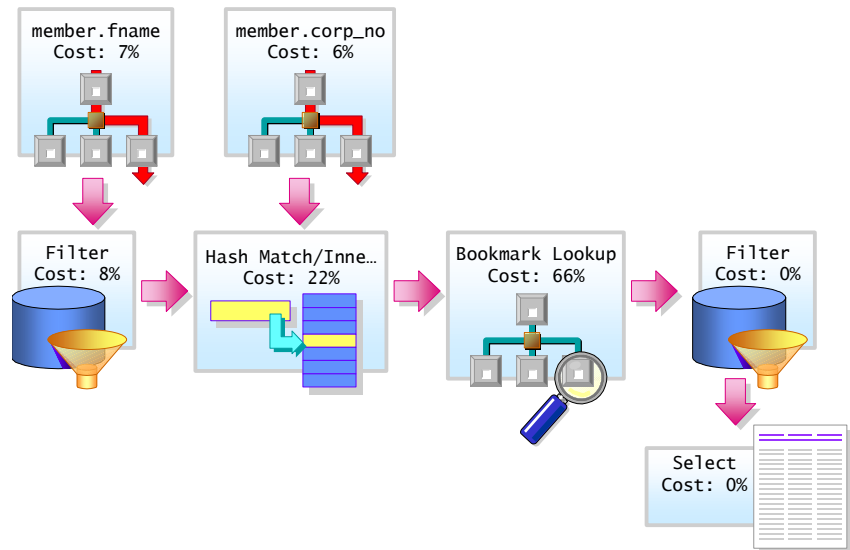 member.fname
Cost: 7%
member.corp_no
Cost: 6%
Filter
Cost: 8%
Hash Match/Inne…
Cost: 22%
Bookmark Lookup
Cost: 66%
Filter
Cost: 0%
Select
Cost: 0%